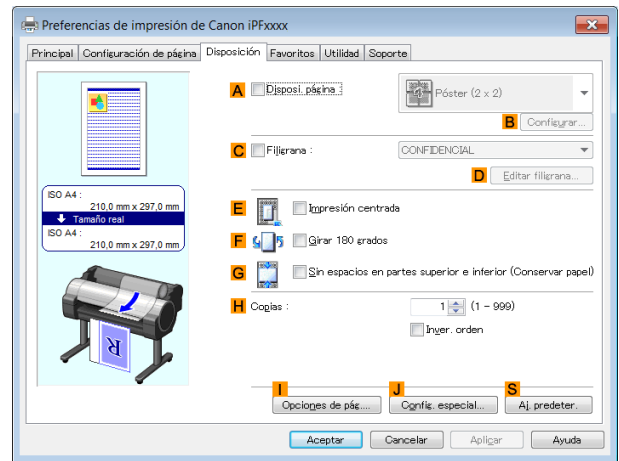 Preferencias de impresión de Canon iPFxxxx
Principal Configuración de página Disposición Favoritos Utilidad Soporte
A Disposi. página : Póster (2 x 2)
B Configurar...
C Filigrana : CONFIDENCIAL
D Editar filigrana...
ISO A4 :
210,0 mm x 297,0 mm
Tamaño real
ISO A4 :
210,0 mm x 297,0 mm
E Impresión centrada
F Girar 180 grados
G Sin espacios en partes superior e inferior (Conservar papel)
H Copias : 1 (1 - 999)
Inver. orden
R
I J S
Opciones de pág.... Config. especial... Aj. predeter.
Aceptar Cancelar Aplicar Ayuda